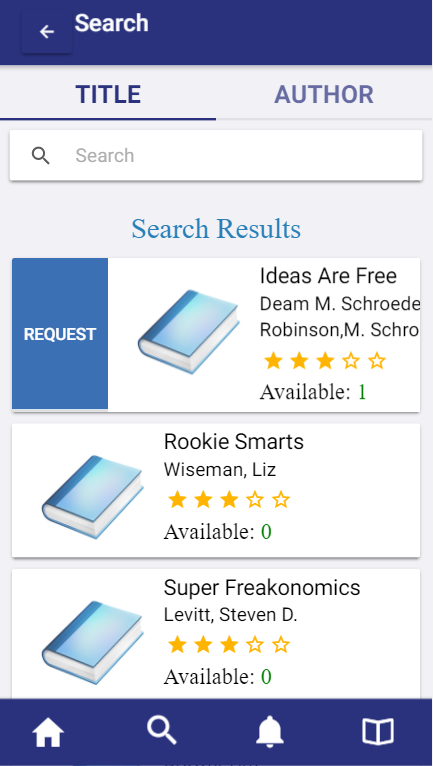 Search
TITLE
AUTHOR
Search
Search Results
REQUEST
Ideas Are Free
Deam M. Schroede
Robinson,M. Schro
Available: 1
Rookie Smarts
Wiseman, Liz
Available: 0
Super Freakonomics
Levitt, Steven D.
Available: 0